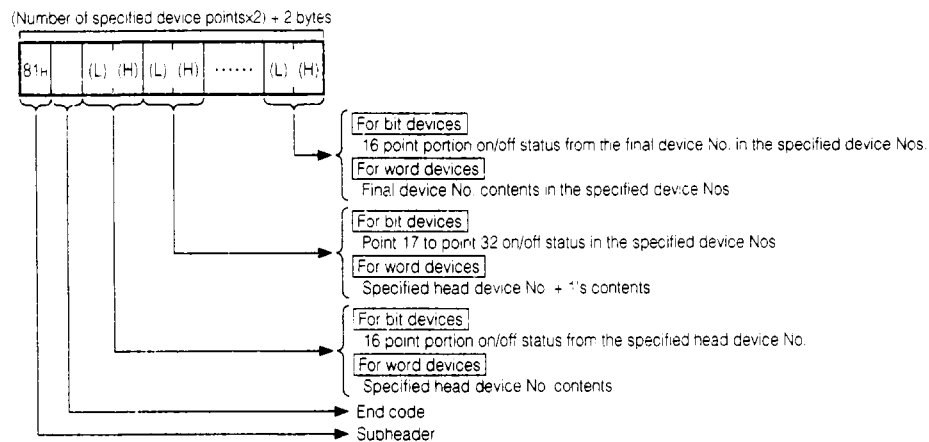 (Number of specified device pointsx2) + 2 bytes
81H (L) (H) (L) (H) ...... (L) (H)
For bit devices
16 point portion on/off status from the final device No. in the specified device Nos.
For word devices
Final device No. contents in the specified device Nos
For bit devices
Point 17 to point 32 on/off status in the specified device Nos
For word devices
Specified head device No. + 1's contents
For bit devices
16 point portion on/off status from the specified head device No.
For word devices
Specified head device No. contents
End code
Subheader